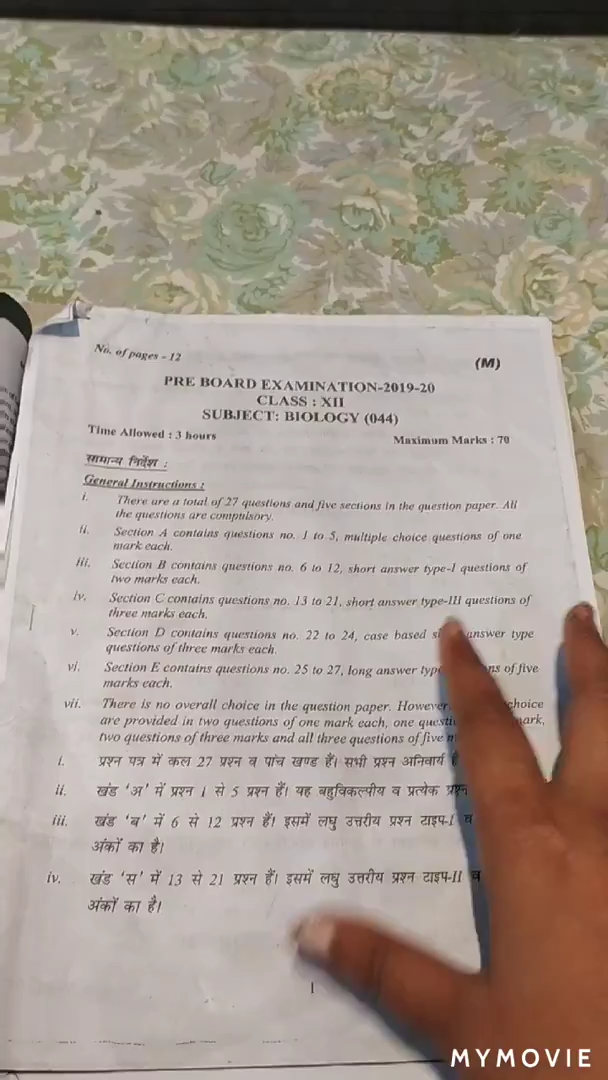 No. of pages - 12
(M)
PRE BOARD EXAMINATION-2019-20
CLASS : XII
SUBJECT: BIOLOGY (044)
Time Allowed : 3 hours
Maximum Marks : 70
सामान्य निर्देश :
General Instructions :
i. There are a total of 27 questions and five sections in the question paper. All
the questions are compulsory.
ii. Section A contains questions no. 1 to 5, multiple choice questions of one
mark each.
iii. Section B contains questions no. 6 to 12, short answer type-I questions of
two marks each.
iv. Section C contains questions no. 13 to 21, short answer type-III questions of
three marks each.
v. Section D contains questions no. 22 to 24, case based answer type
questions of three marks each.
vi. Section E contains questions no. 25 to 27, long answer of five
marks each.
vii. There is no overall choice in the question paper. However choice
are provided in two questions of one mark each, one
two questions of three marks and all three questions of five
i. प्रश्न पत्र में कल 27 प्रश्न व पांच खण्ड हैं। सभी प्रश्न अनिवार्य
ii. खंड ‘अ’ में प्रश्न 1 से 5 प्रश्न हैं। यह बहुविकल्पीय व प्रत्येक प्रश्न
iii. खंड ‘ब’ में 6 से 12 प्रश्न हैं। इसमें लघु उत्तरीय प्रश्न टाइप-I व
अंकों का है।
iv. खंड ‘स’ में 13 से 21 प्रश्न हैं। इसमें लघु उत्तरीय प्रश्न टाइप-II व
अंकों का है।
1
MYMOVIE